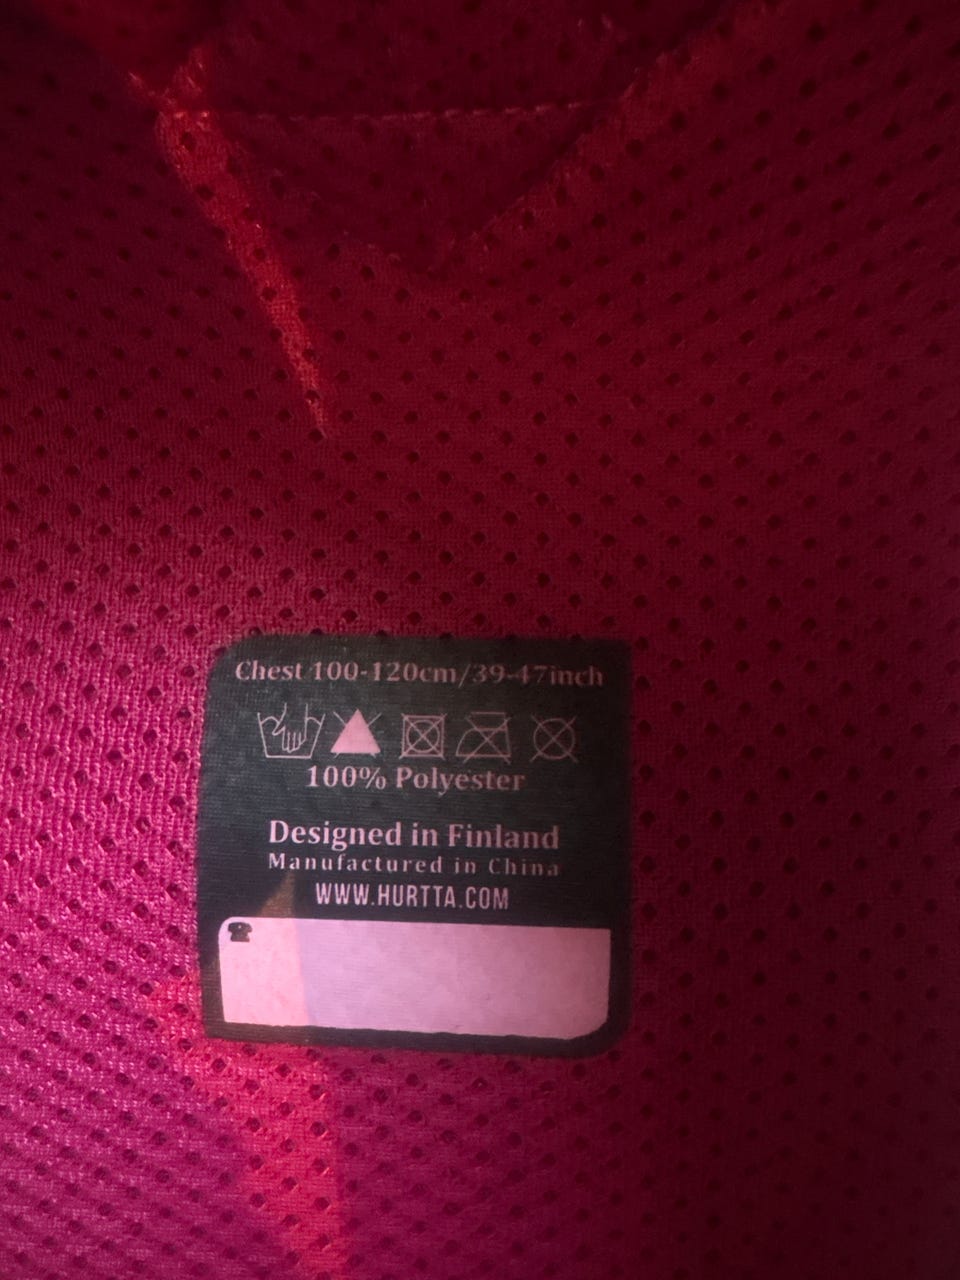 Chest 100-120cm/39-47inch
100% Polyester
Designed in Finland
Manufactured in China
WWW.HURTTA.COM